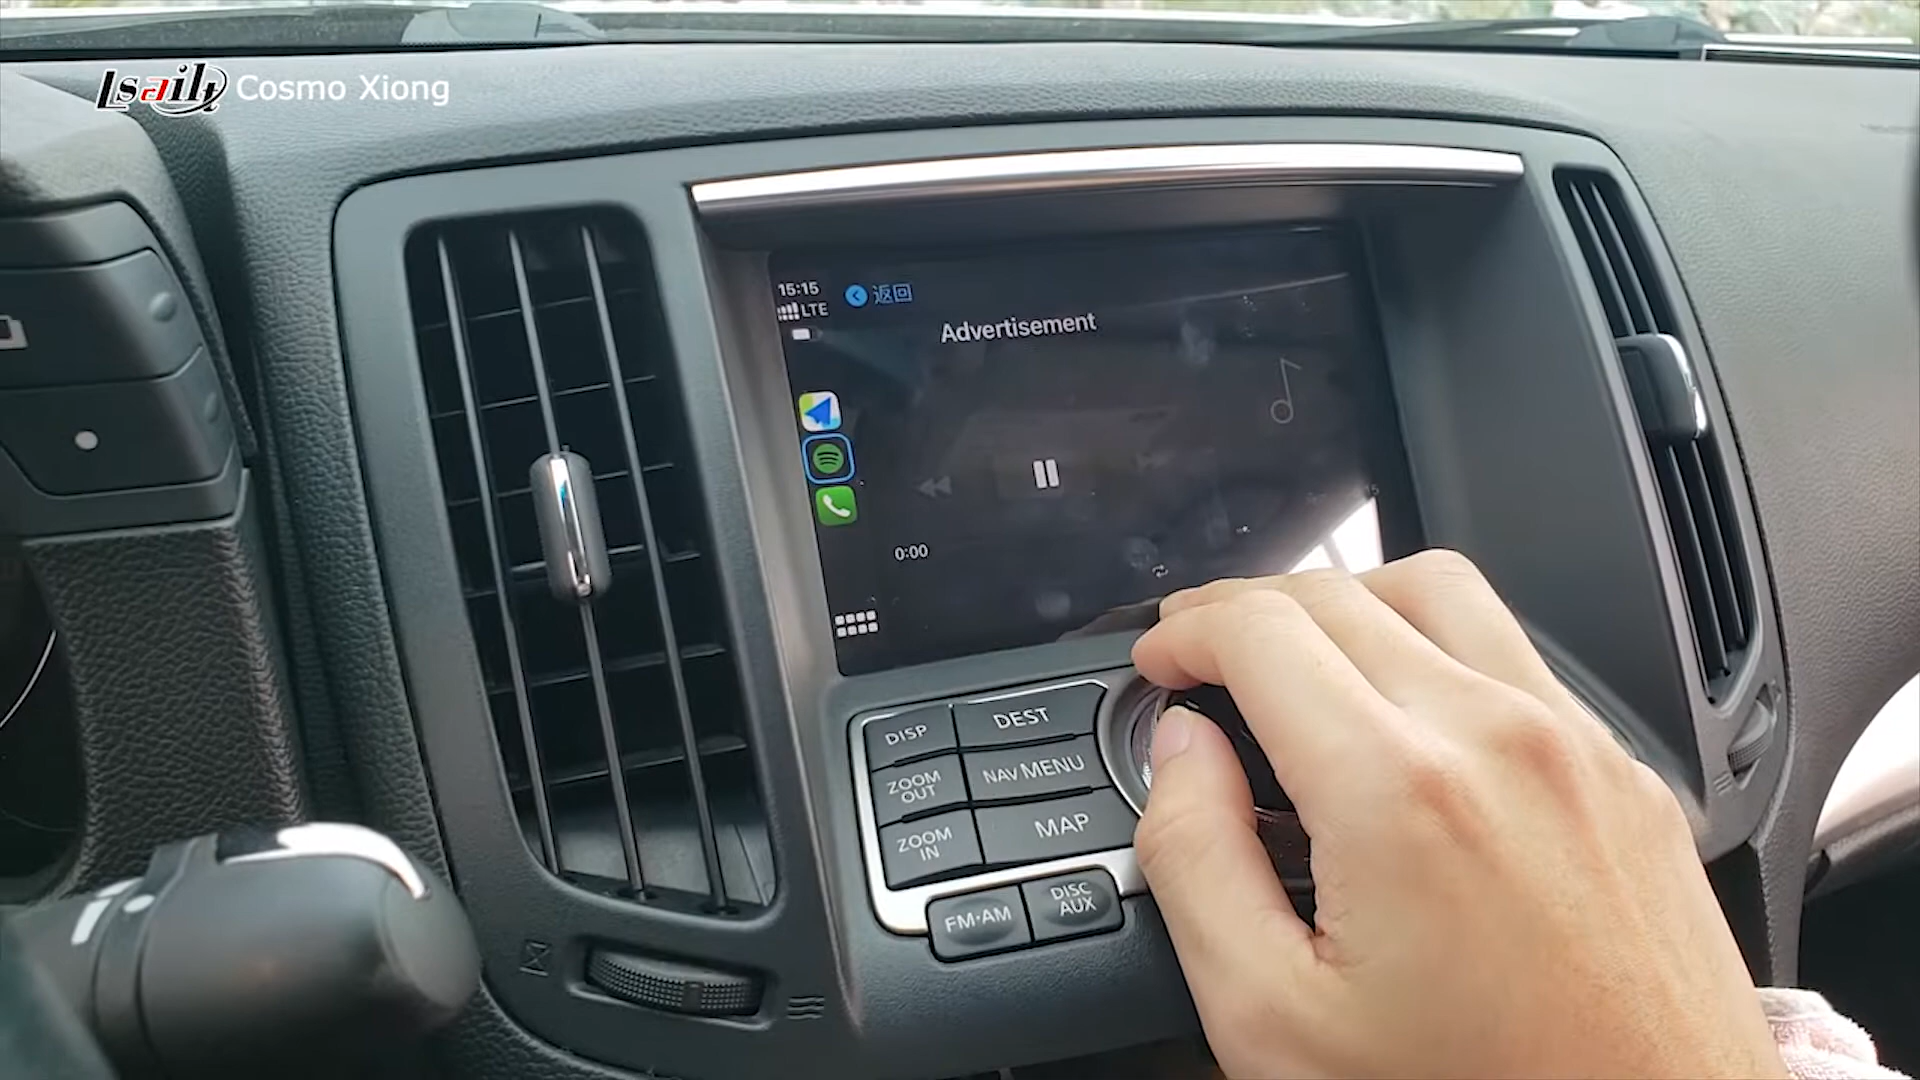 Lsailt Cosmo Xiong
15:15
LTE
返回
Advertisement
0:00
DISP
DEST
ZOOM OUT
NAV MENU
ZOOM IN
MAP
FM·AM
DISC AUX